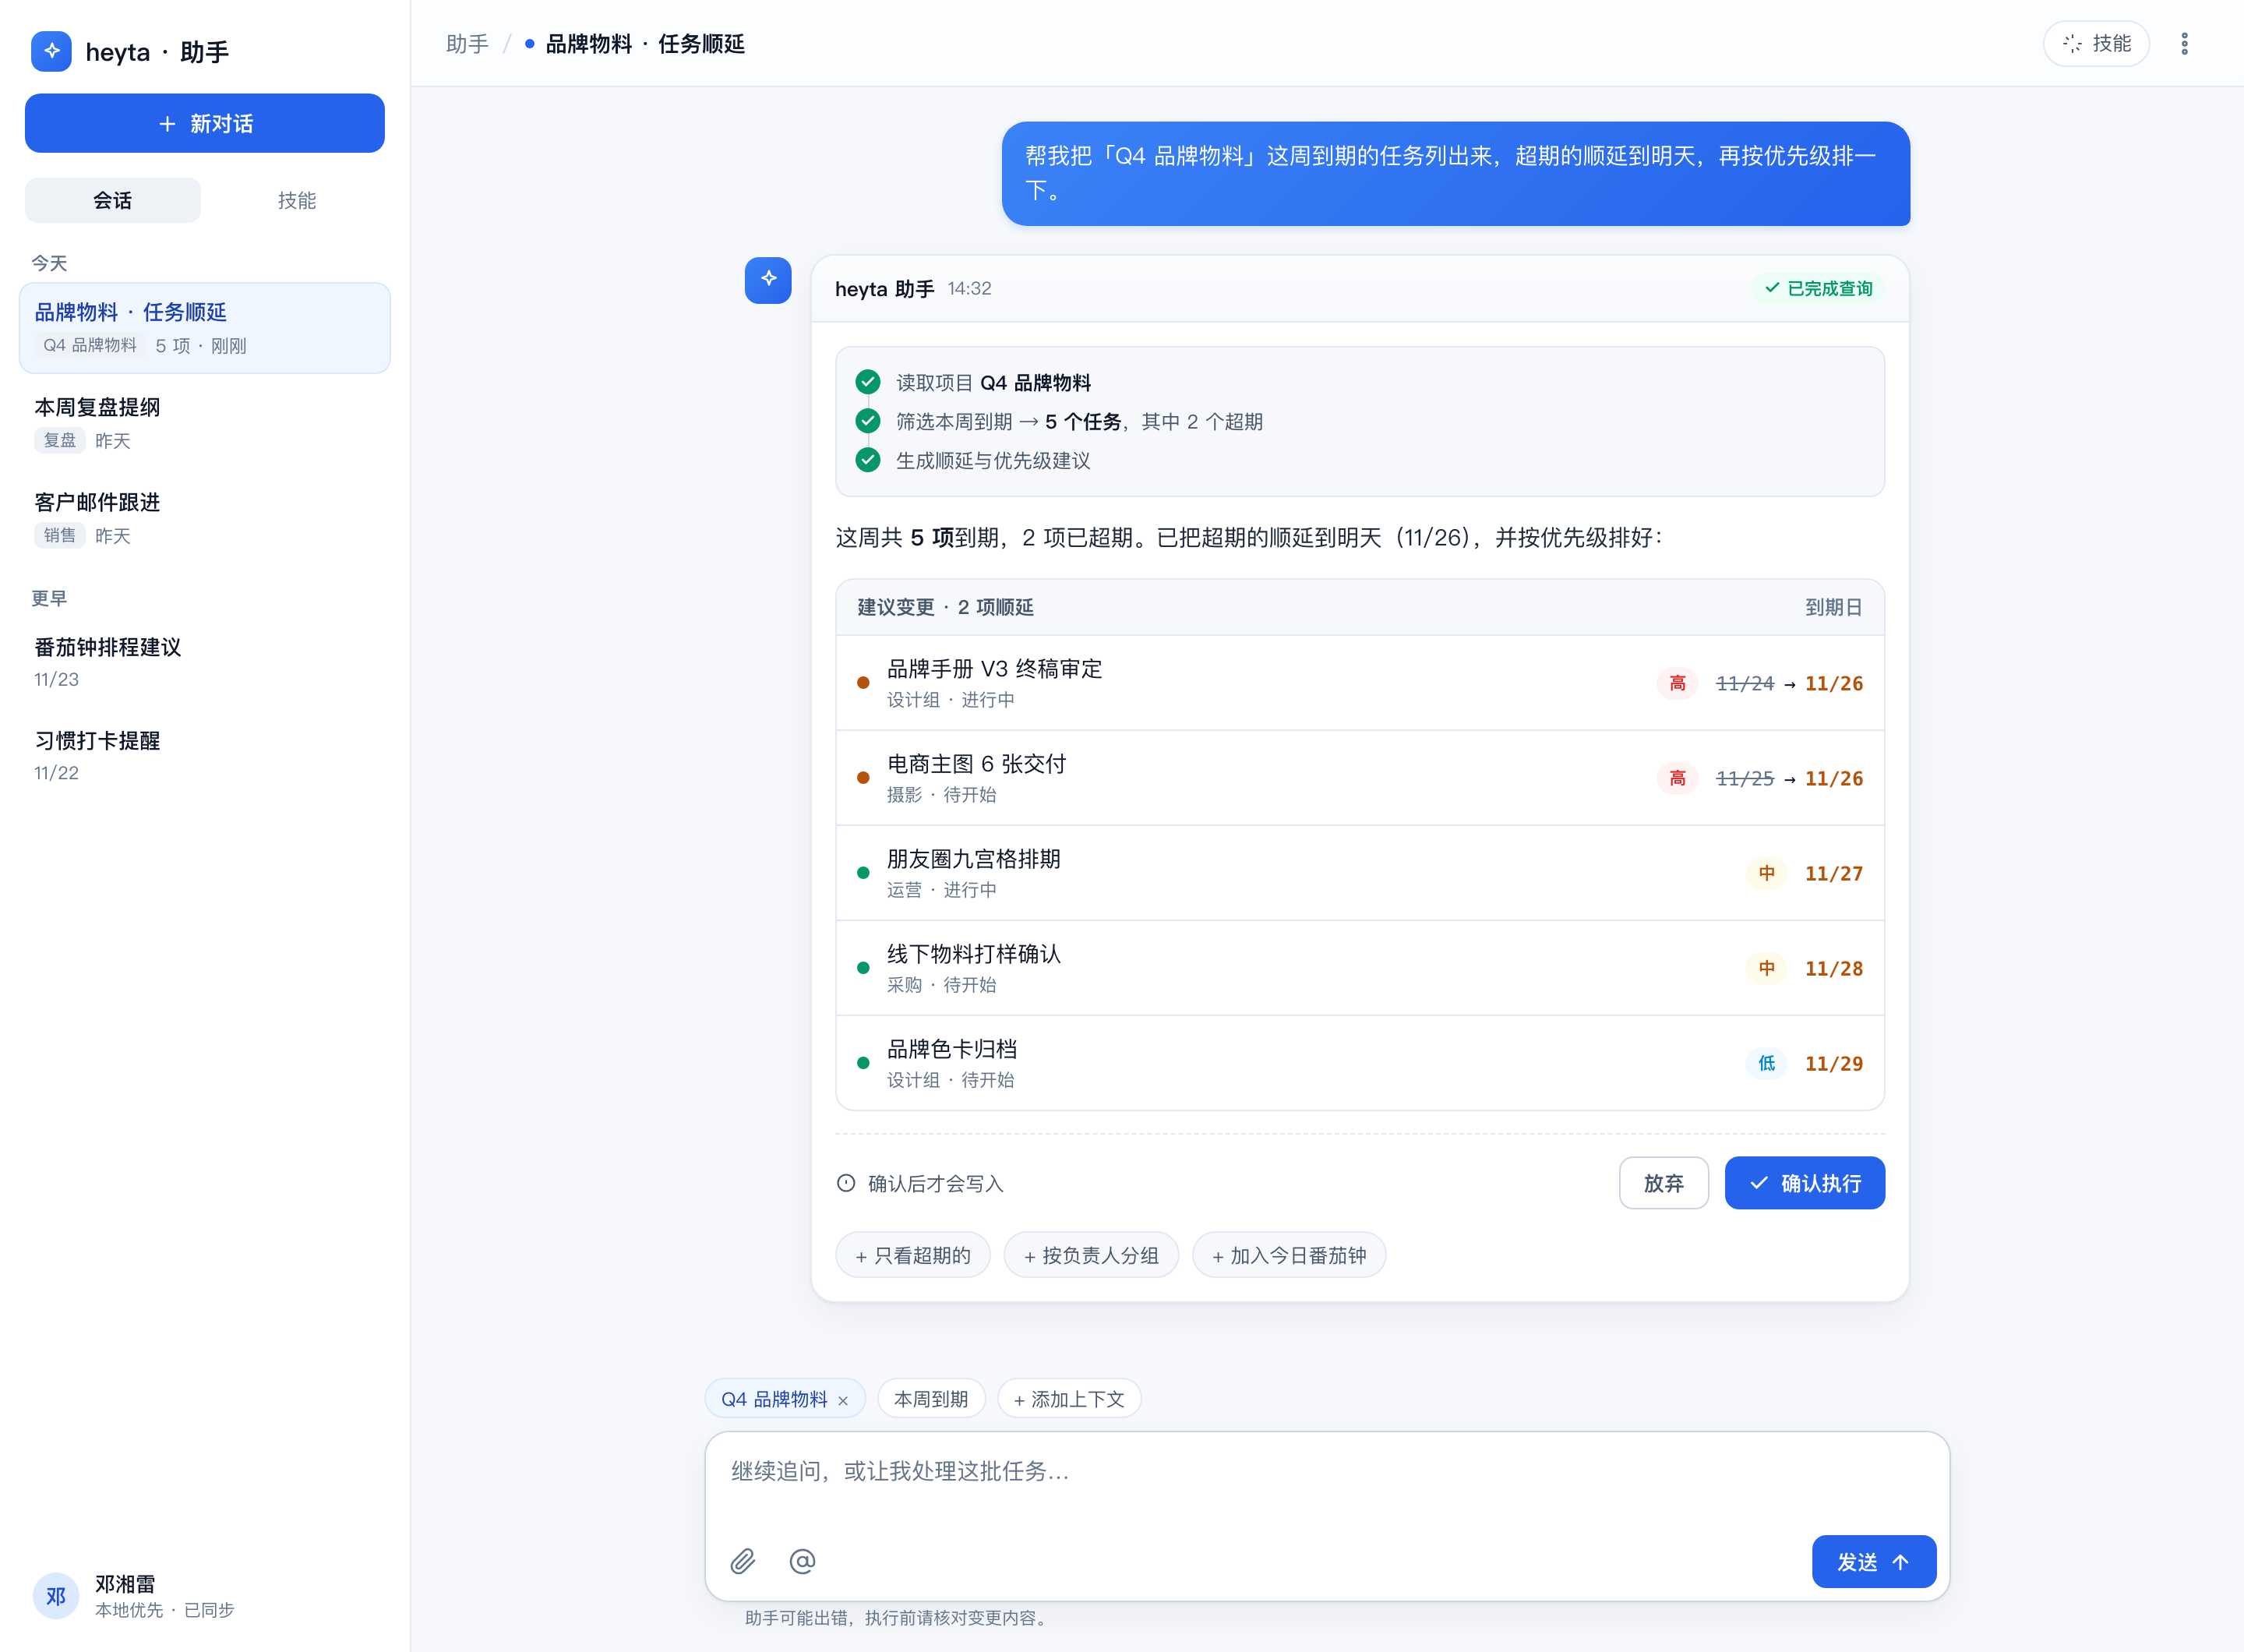 heyta · 助手
+ 新对话
会话
技能
今天
品牌物料 · 任务顺延
Q4 品牌物料 5 项 · 刚刚
本周复盘提纲
复盘 昨天
客户邮件跟进
销售 昨天
更早
番茄钟排程建议
11/23
习惯打卡提醒
11/22
邓
邓湘雷
本地优先 · 已同步
助手 / 品牌物料 · 任务顺延
技能
帮我把「Q4 品牌物料」这周到期的任务列出来，超期的顺延到明天，再按优先级排一
下。
heyta 助手 14:32
已完成查询
读取项目 Q4 品牌物料
筛选本周到期 → 5 个任务，其中 2 个超期
生成顺延与优先级建议
这周共 5 项到期，2 项已超期。已把超期的顺延到明天（11/26），并按优先级排好：
建议变更 · 2 项顺延 到期日
品牌手册 V3 终稿审定
设计组 · 进行中
高 11/24 → 11/26
电商主图 6 张交付
摄影 · 待开始
高 11/25 → 11/26
朋友圈九宫格排期
运营 · 进行中
中 11/27
线下物料打样确认
采购 · 待开始
中 11/28
品牌色卡归档
设计组 · 待开始
低 11/29
确认后才会写入
放弃
确认执行
+ 只看超期的
+ 按负责人分组
+ 加入今日番茄钟
Q4 品牌物料 ×
本周到期
+ 添加上下文
继续追问，或让我处理这批任务…
发送 ↑
助手可能出错，执行前请核对变更内容。